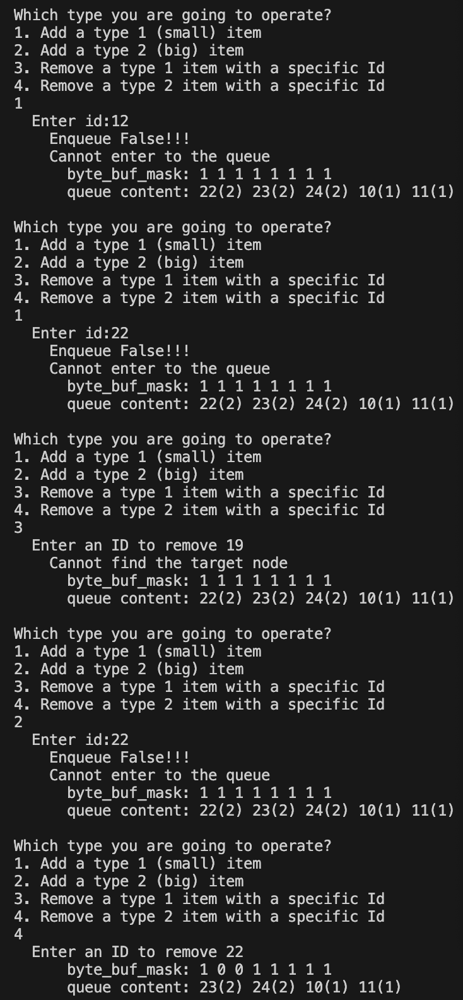 Which type you are going to operate?
1. Add a type 1 (small) item
2. Add a type 2 (big) item
3. Remove a type 1 item with a specific Id
4. Remove a type 2 item with a specific Id
1
Enter id:12
Enqueue False!!!
Cannot enter to the queue
byte_buf_mask: 1 1 1 1 1 1 1 1
queue content: 22(2) 23(2) 24(2) 10(1) 11(1)
Which type you are going to operate?
1. Add a type 1 (small) item
2. Add a type 2 (big) item
3. Remove a type 1 item with a specific Id
4. Remove a type 2 item with a specific Id
1
Enter id:22
Enqueue False!!!
Cannot enter to the queue
byte_buf_mask: 1 1 1 1 1 1 1 1
queue content: 22(2) 23(2) 24(2) 10(1) 11(1)
Which type you are going to operate?
1. Add a type 1 (small) item
2. Add a type 2 (big) item
3. Remove a type 1 item with a specific Id
4. Remove a type 2 item with a specific Id
3
Enter an ID to remove 19
Cannot find the target node
byte_buf_mask: 1 1 1 1 1 1 1 1
queue content: 22(2) 23(2) 24(2) 10(1) 11(1)
Which type you are going to operate?
1. Add a type 1 (small) item
2. Add a type 2 (big) item
3. Remove a type 1 item with a specific Id
4. Remove a type 2 item with a specific Id
2
Enter id:22
Enqueue False!!!
Cannot enter to the queue
byte_buf_mask: 1 1 1 1 1 1 1 1
queue content: 22(2) 23(2) 24(2) 10(1) 11(1)
Which type you are going to operate?
1. Add a type 1 (small) item
2. Add a type 2 (big) item
3. Remove a type 1 item with a specific Id
4. Remove a type 2 item with a specific Id
4
Enter an ID to remove 22
byte_buf_mask: 1 0 0 1 1 1 1 1
queue content: 23(2) 24(2) 10(1) 11(1)